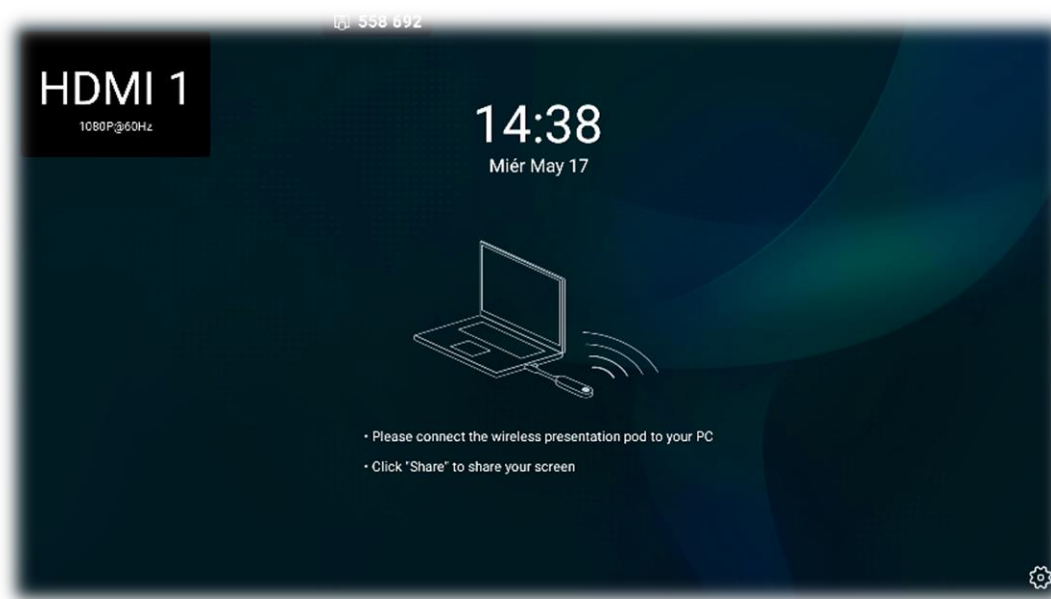 558 692
HDMI 1
1080P@60Hz
14:38
Miér May 17
• Please connect the wireless presentation pod to your PC
• Click "Share" to share your screen